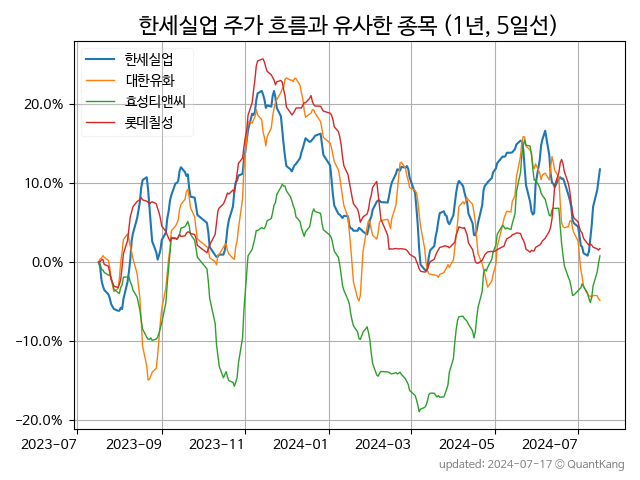 한세실업 주가 흐름과 유사한 종목 (1년, 5일선)
한세실업
대한유화
효성티앤씨
롯데칠성
20.0%
10.0%
0.0%
−10.0%
−20.0%
2023-07 2023-09 2023-11 2024-01 2024-03 2024-05 2024-07
updated: 2024-07-17 © QuantKang